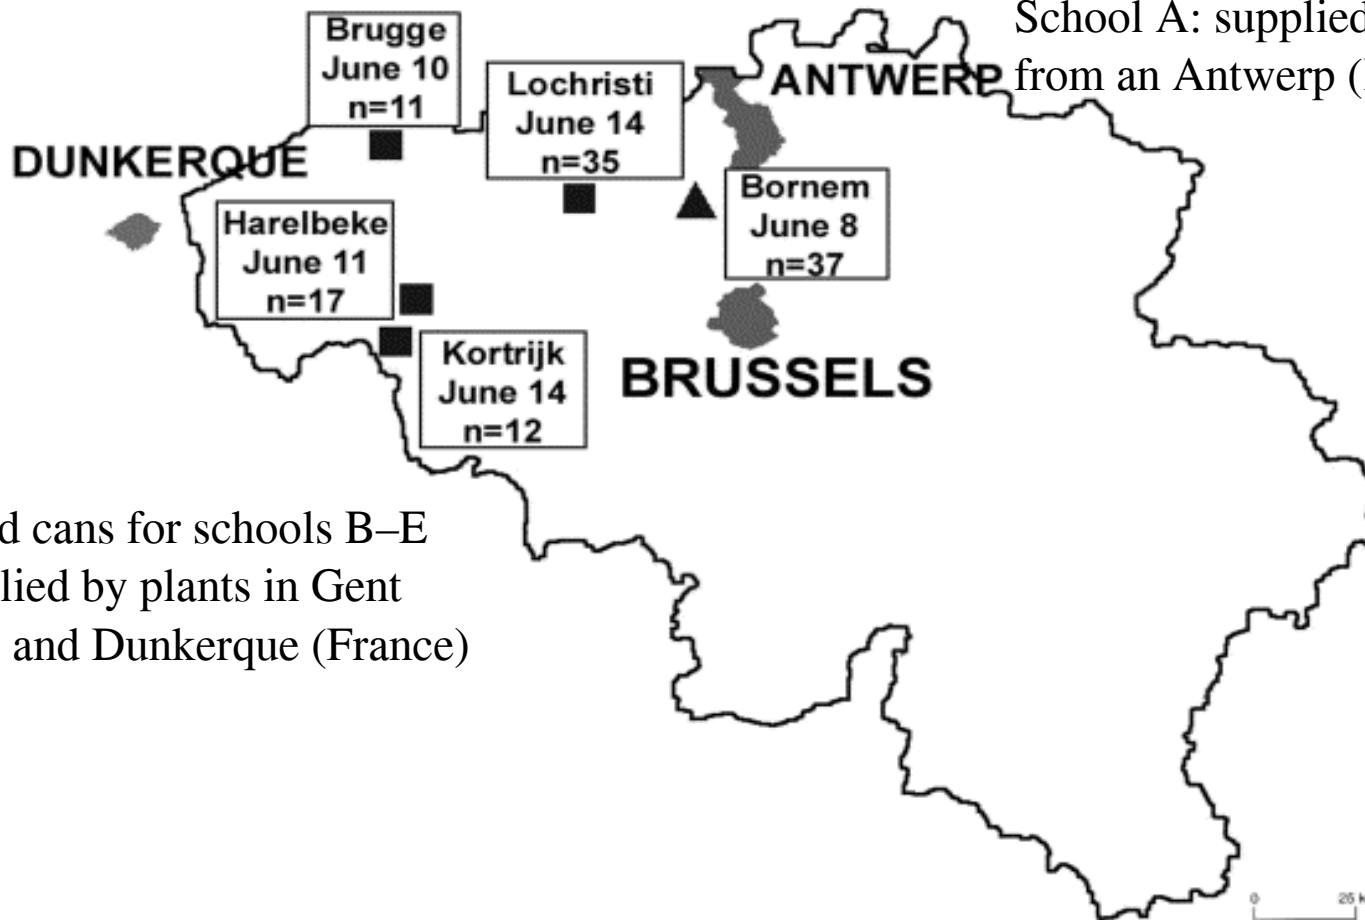 School A: supplied
from an Antwerp
Brugge
June 10
n=11
Lochristi
June 14
n=35
ANTWERP
DUNKERQUE
Bornem
June 8
n=37
Harelbeke
June 11
n=17
Kortrijk
June 14
n=12
BRUSSELS
cans for schools B–E
by plants in Gent
and Dunkerque (France)
0 25